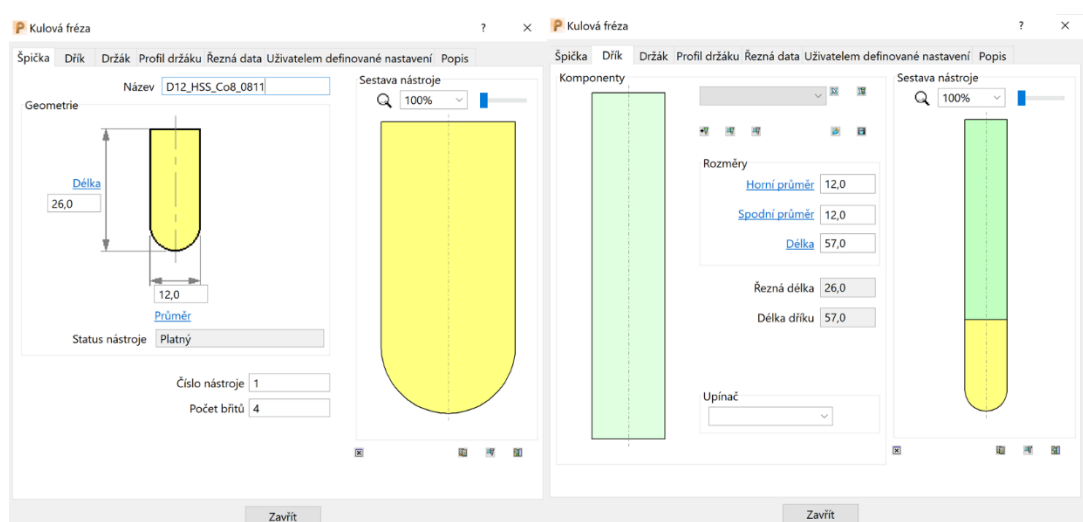 Kulová fréza
? ×
Špička Dřík Držák Profil držáku Řezná data Uživatelem definované nastavení Popis
Název D12_HSS_Co8_0811
Geometrie
Délka
26,0
12,0
Průměr
Status nástroje Platný
Číslo nástroje 1
Počet břitů 4
Sestava nástroje
100%
Zavřít
Kulová fréza
? ×
Špička Dřík Držák Profil držáku Řezná data Uživatelem definované nastavení Popis
Komponenty
Rozměry
Horní průměr 12,0
Spodní průměr 12,0
Délka 57,0
Řezná délka 26,0
Délka dříku 57,0
Upínač
Sestava nástroje
100%
Zavřít